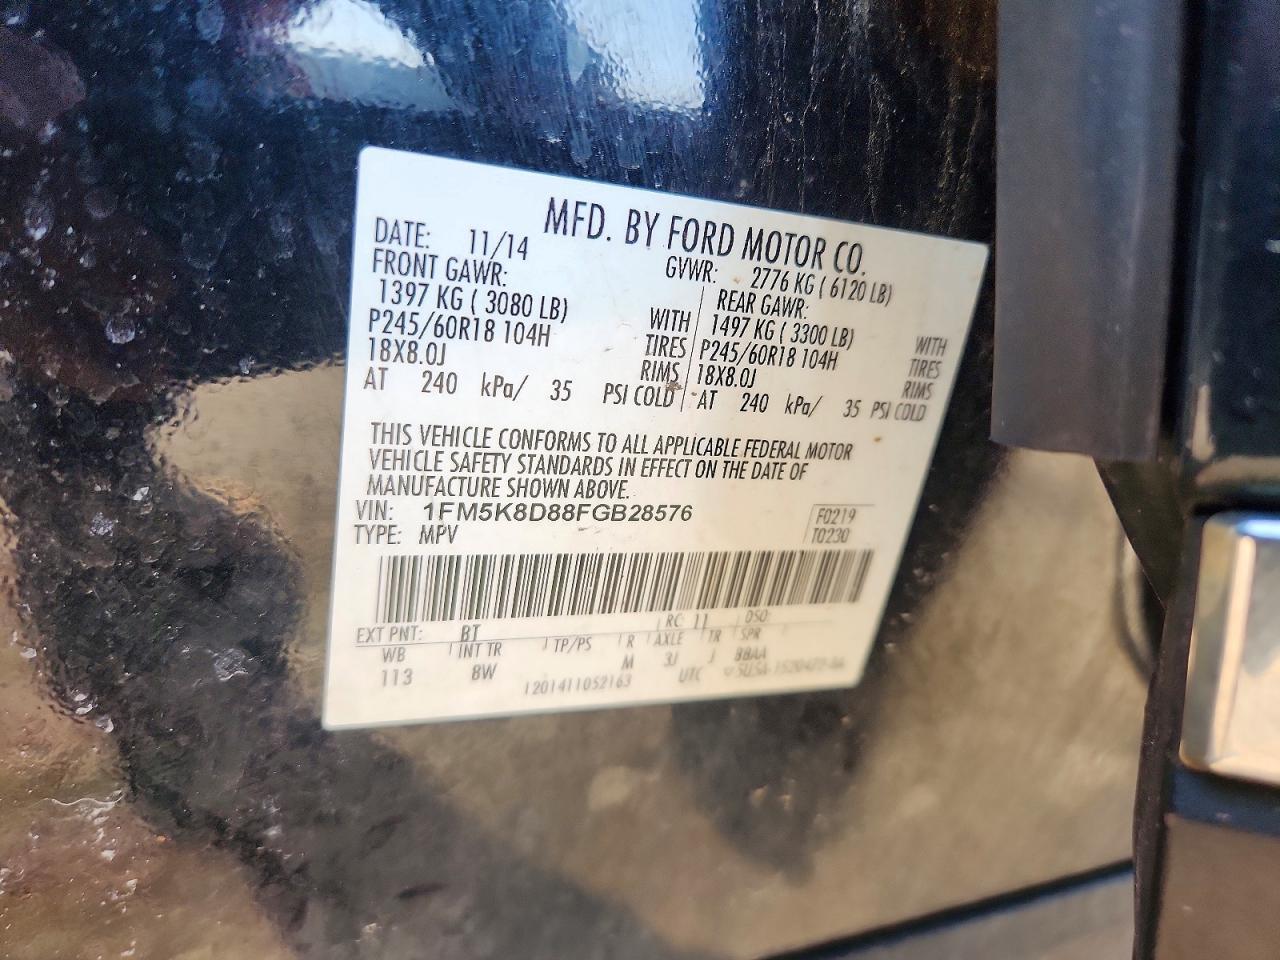 MFD. BY FORD MOTOR CO.
DATE: 11/14 GVWR: 2776 KG ( 6120 LB)
FRONT GAWR: REAR GAWR:
1397 KG ( 3080 LB) WITH 1497 KG ( 3300 LB) WITH
P245/60R18 104H TIRES P245/60R18 104H TIRES
18X8.0J RIMS 18X8.0J RIMS
AT 240 kPa/ 35 PSI COLD AT 240 kPa/ 35 PSI COLD
THIS VEHICLE CONFORMS TO ALL APPLICABLE FEDERAL MOTOR
VEHICLE SAFETY STANDARDS IN EFFECT ON THE DATE OF
MANUFACTURE SHOWN ABOVE.
VIN: 1FM5K8D88FGB28576 F0219
TYPE: MPV T0230
EXT PNT: BT RC 11 DSO:
WB INT TR TP/PS R AXLE TR SPR
113 8W M 3J J BBAA
1201411052163 UTC